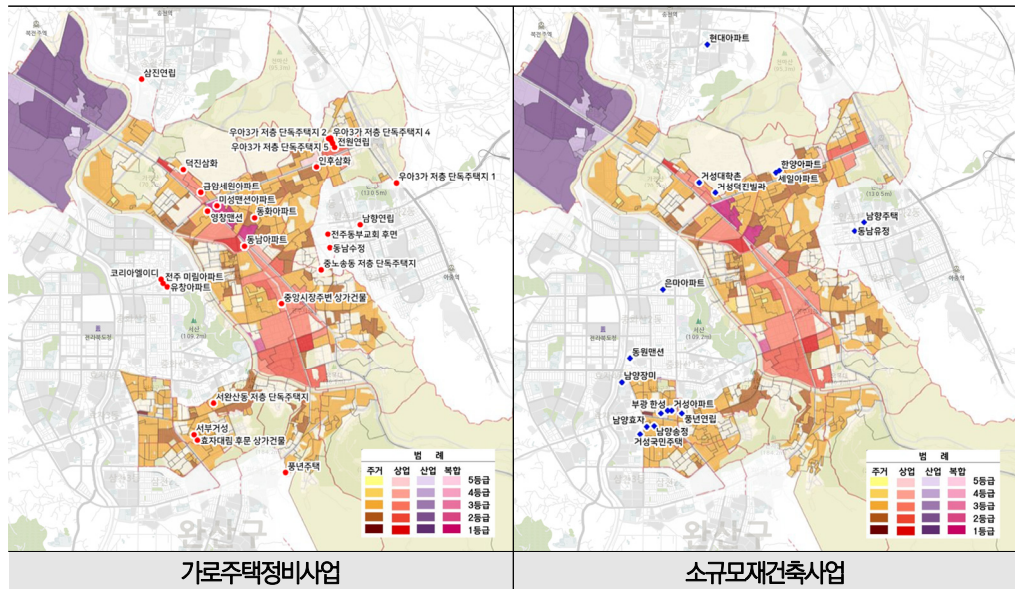 삼진연립
우아3가 저층 단독주택지 2
우아3가 저층 단독주택지 4
우아3가 저층 단독주택지 5
전원연립
인후삼화
우아3가 저층 단독주택지 1
덕진삼화
금암세원아파트
미성맨션아파트
영창맨션
동화아파트
남향연립
전주동부교회 후면
동남아파트
동남수정
중노송동 저층 단독주택지
코리아엘이디
전주 미림아파트
유창아파트
중앙시장주변 상가건물
서산
(109.2m)
서완산동 저층 단독주택지
서부거성
효자대림 후문 상가건물
풍년주택
완산구
범 례
주거 상업 산업 복합
5등급
4등급
3등급
2등급
1등급
가로주택정비사업
현대아파트
한양아파트
세일아파트
거성대학촌
거성덕진빌라
남향주택
동남유정
은마아파트
서산
(109.2m)
동원맨션
남양장미
부광 한성
거성아파트
풍년연립
남양효자
남양송정
거성국민주택
완산구
범 례
주거 상업 산업 복합
5등급
4등급
3등급
2등급
1등급
소규모재건축사업